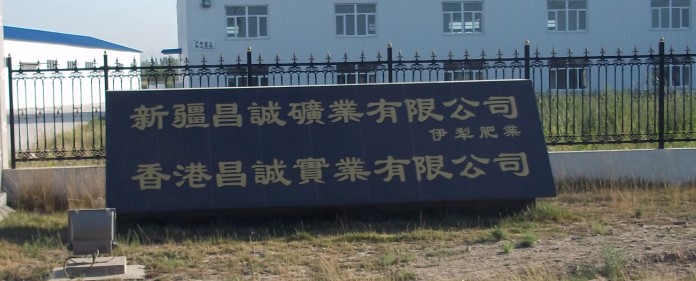 新疆昌誠礦業有限公司
伊犁肥業
香港昌誠實業有限公司